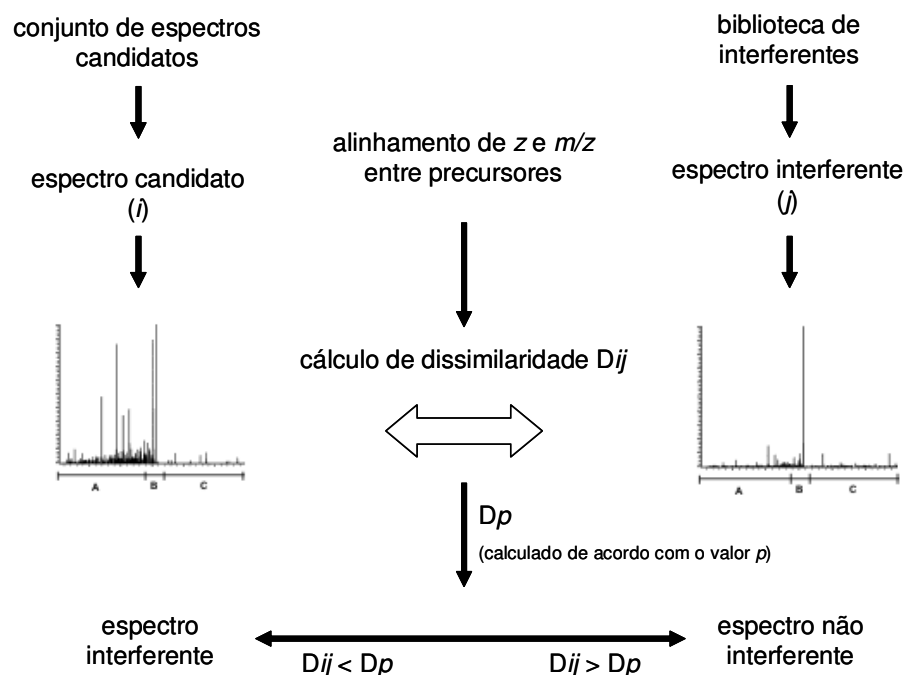 conjunto de espectros
candidatos
biblioteca de
interferentes
alinhamento de z e m/z
entre precursores
espectro candidato
(i)
espectro interferente
(j)
cálculo de dissimilaridade Dij
A B C
A B C
Dp
(calculado de acordo com o valor p)
espectro
interferente
Dij < Dp
Dij > Dp
espectro não
interferente